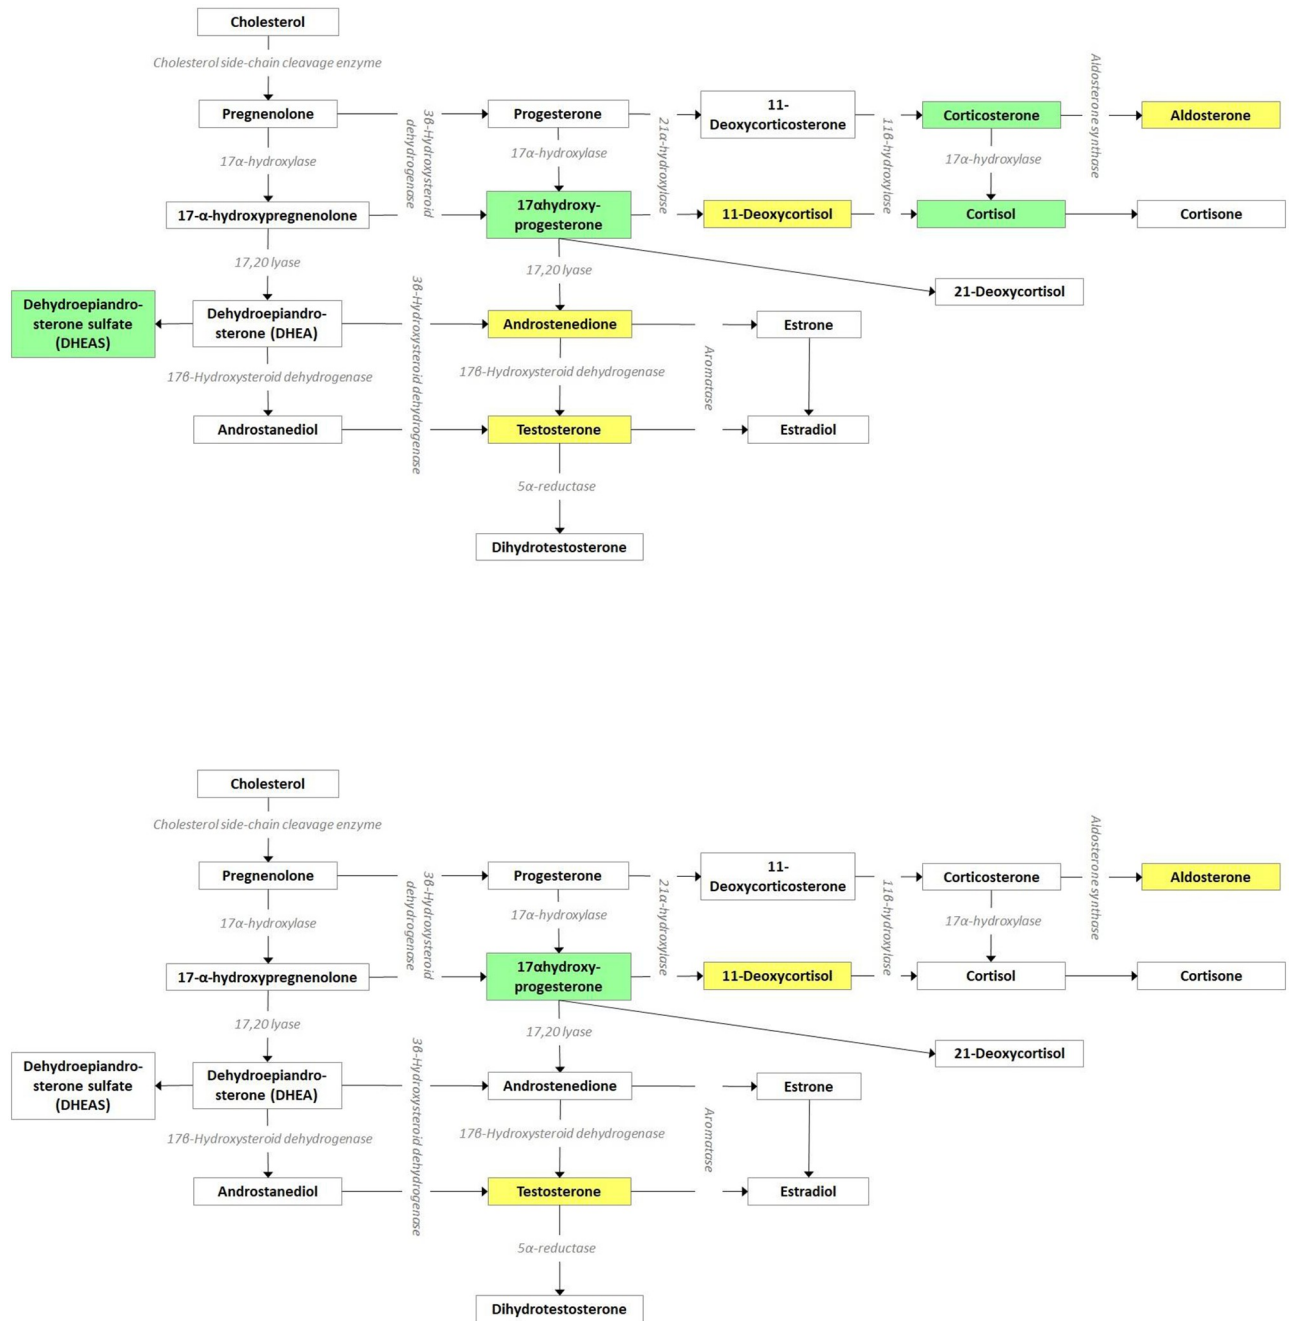 Cholesterol
Cholesterol side-chain cleavage enzyme
Pregnenolone
3β-Hydroxysteroid
dehydrogenase
Progesterone
21α-hydroxylase
11-
Deoxycorticosterone
11β-hydroxylase
Corticosterone
Aldosterone synthase
Aldosterone
17α-hydroxylase
17α-hydroxylase
17α-hydroxylase
17-α-hydroxypregnenolone
17αhydroxy-
progesterone
11-Deoxycortisol
Cortisol
Cortisone
17,20 lyase
17,20 lyase
21-Deoxycortisol
Dehydroepiandro-
sterone sulfate
(DHEAS)
Dehydroepiandro-
sterone (DHEA)
3β-Hydroxysteroid dehydrogenase
Androstenedione
Aromatase
Estrone
17β-Hydroxysteroid dehydrogenase
17β-Hydroxysteroid dehydrogenase
Androstanediol
Testosterone
Estradiol
5α-reductase
Dihydrotestosterone
Cholesterol
Cholesterol side-chain cleavage enzyme
Pregnenolone
3β-Hydroxysteroid
dehydrogenase
Progesterone
21α-hydroxylase
11-
Deoxycorticosterone
11β-hydroxylase
Corticosterone
Aldosterone synthase
Aldosterone
17α-hydroxylase
17α-hydroxylase
17α-hydroxylase
17-α-hydroxypregnenolone
17αhydroxy-
progesterone
11-Deoxycortisol
Cortisol
Cortisone
17,20 lyase
17,20 lyase
21-Deoxycortisol
Dehydroepiandro-
sterone sulfate
(DHEAS)
Dehydroepiandro-
sterone (DHEA)
3β-Hydroxysteroid dehydrogenase
Androstenedione
Aromatase
Estrone
17β-Hydroxysteroid dehydrogenase
17β-Hydroxysteroid dehydrogenase
Androstanediol
Testosterone
Estradiol
5α-reductase
Dihydrotestosterone